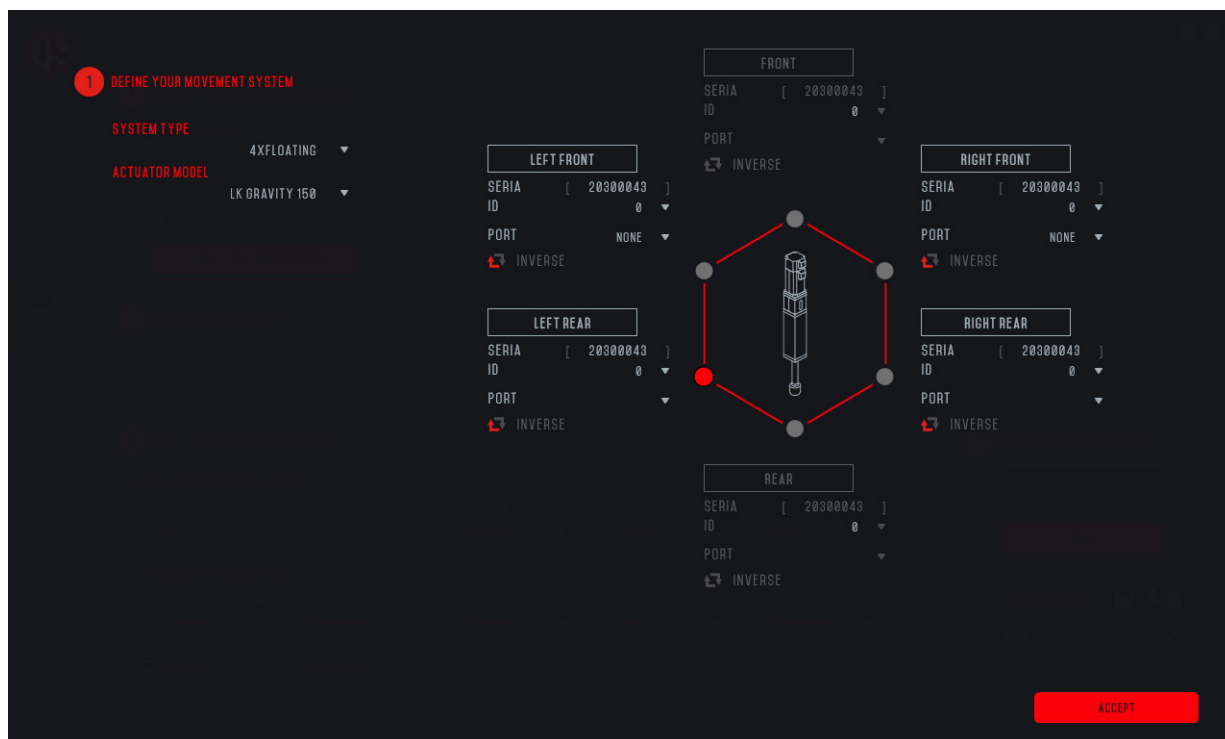 1 DEFINE YOUR MOVEMENT SYSTEM
SYSTEM TYPE
4XFLOATING
ACTUATOR MODEL
LK GRAVITY 150
FRONT
SERIA [ 20300043 ]
ID 0
PORT
INVERSE
LEFT FRONT
SERIA [ 20300043 ]
ID 0
PORT NONE
INVERSE
RIGHT FRONT
SERIA [ 20300043 ]
ID 0
PORT NONE
INVERSE
LEFT REAR
SERIA [ 20300043 ]
ID 0
PORT
INVERSE
RIGHT REAR
SERIA [ 20300043 ]
ID 0
PORT
INVERSE
REAR
SERIA [ 20300043 ]
ID 0
PORT
INVERSE
ACCEPT